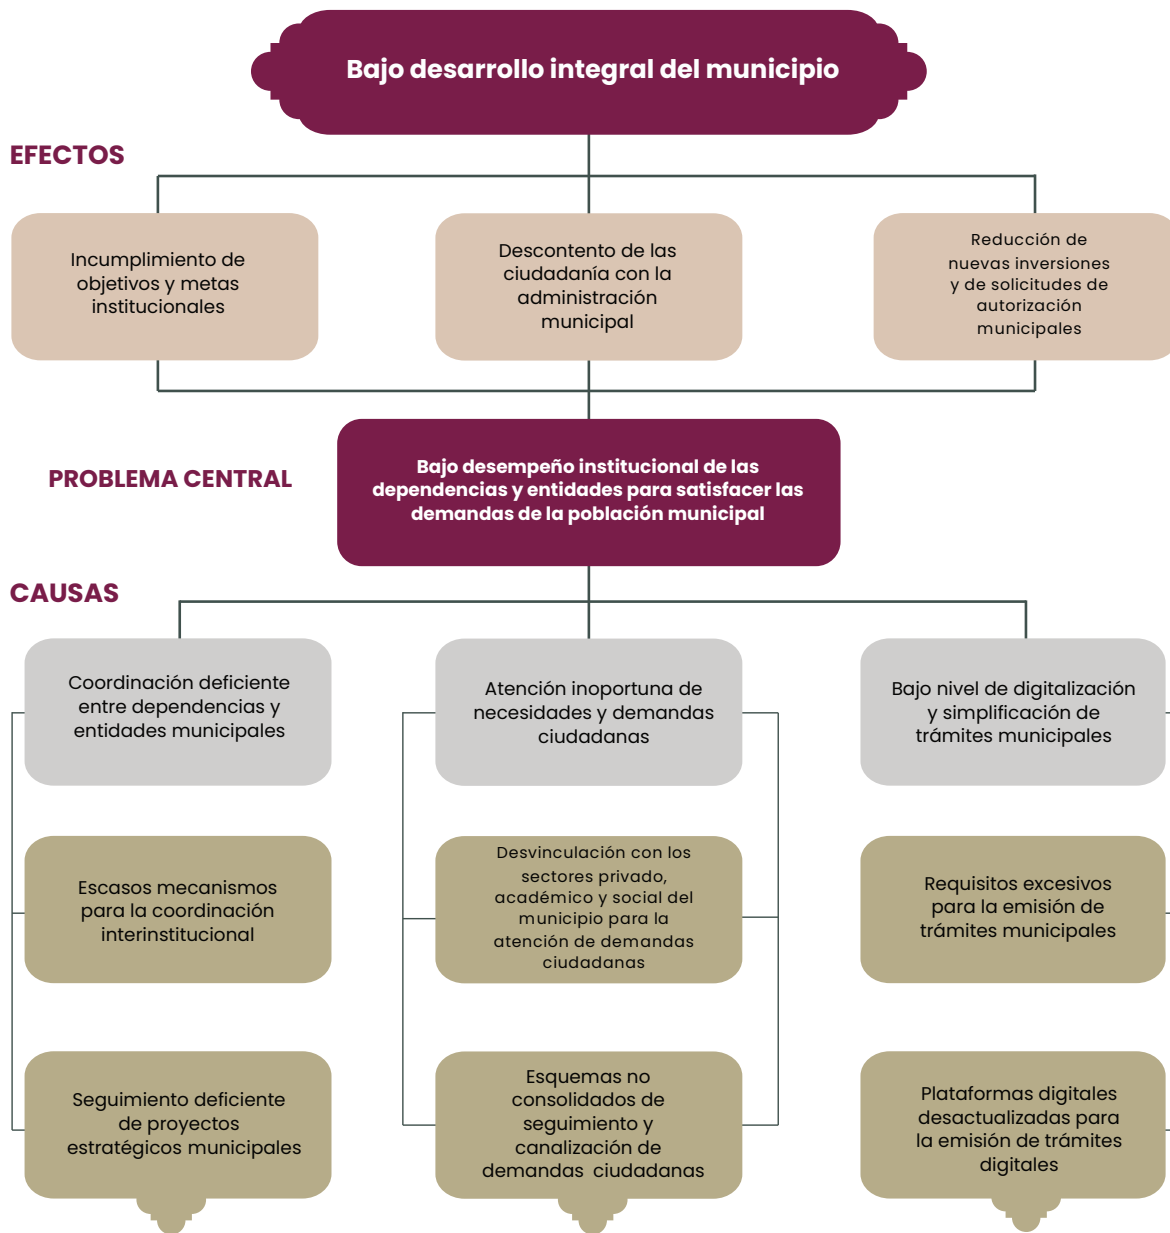 Bajo desarrollo integral del municipio
EFECTOS
Incumplimiento de
objetivos y metas
institucionales
Descontento de las
ciudadanía con la
administración
municipal
Reducción de
nuevas inversiones
y de solicitudes de
autorización
municipales
PROBLEMA CENTRAL
Bajo desempeño institucional de las
dependencias y entidades para satisfacer las
demandas de la población municipal
CAUSAS
Coordinación deficiente
entre dependencias y
entidades municipales
Atención inoportuna de
necesidades y demandas
ciudadanas
Bajo nivel de digitalización
y simplificación de
trámites municipales
Escasos mecanismos
para la coordinación
interinstitucional
Desvinculación con los
sectores privado,
académico y social del
municipio para la
atención de demandas
ciudadanas
Requisitos excesivos
para la emisión de
trámites municipales
Seguimiento deficiente
de proyectos
estratégicos municipales
Esquemas no
consolidados de
seguimiento y
canalización de
demandas ciudadanas
Plataformas digitales
desactualizadas para
la emisión de trámites
digitales